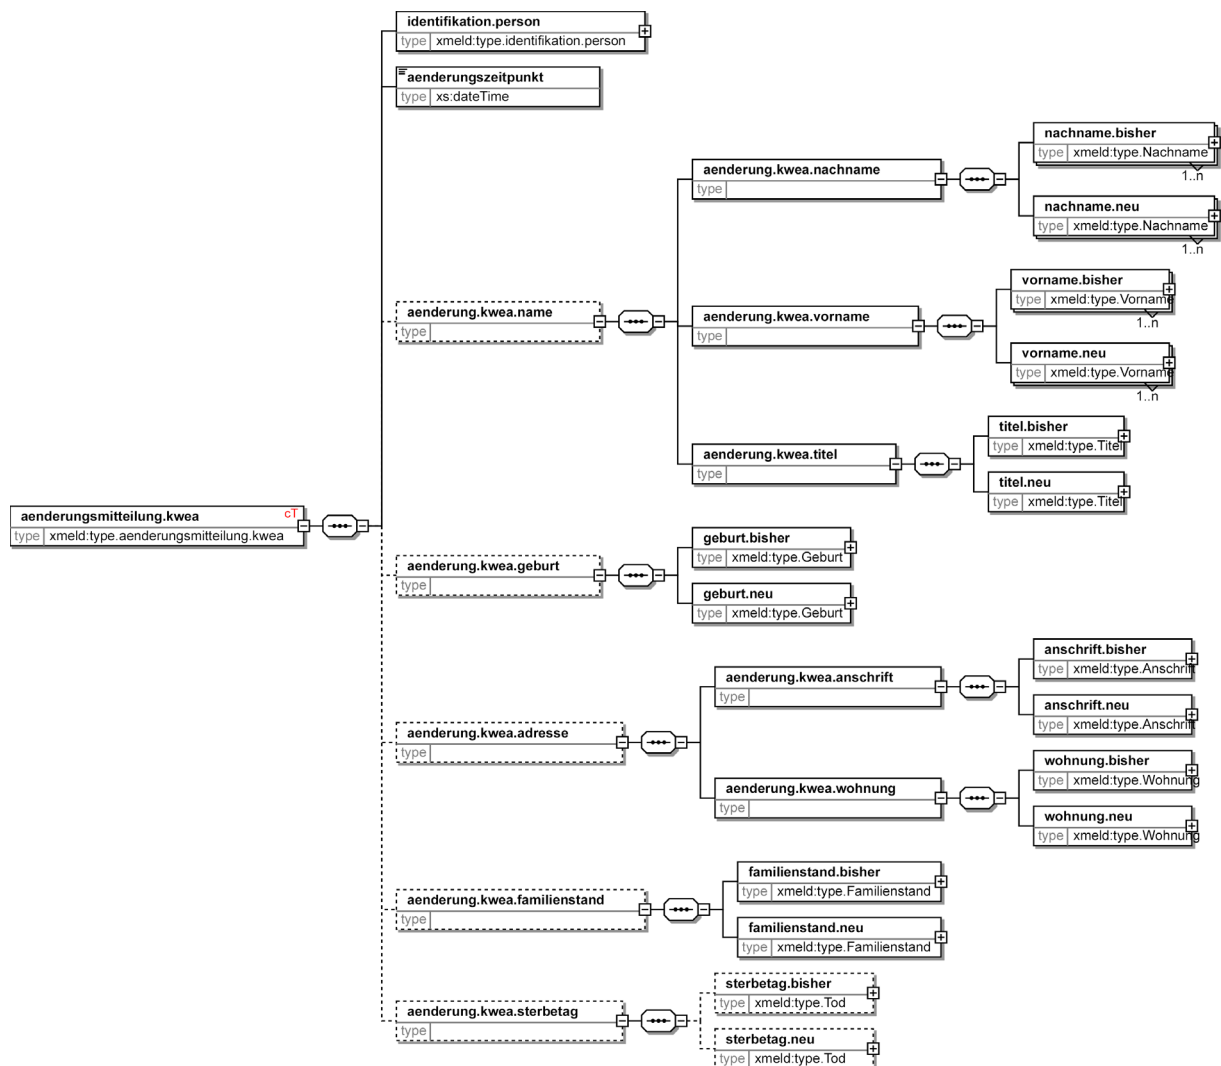 identifikation.person
type xmeld:type.identifikation.person
aenderungszeitpunkt
type xs:dateTime
nachname.bisher
type xmeld:type.Nachname
1..n
aenderung.kwea.nachname
type
nachname.neu
type xmeld:type.Nachname
1..n
vorname.bisher
type xmeld:type.Vorname
1..n
aenderung.kwea.name
type
aenderung.kwea.vorname
type
vorname.neu
type xmeld:type.Vorname
1..n
titel.bisher
type xmeld:type.Titel
aenderung.kwea.titel
type
titel.neu
type xmeld:type.Titel
aenderungsmitteilung.kwea cT
type xmeld:type.aenderungsmitteilung.kwea
geburt.bisher
type xmeld:type.Geburt
aenderung.kwea.geburt
type
geburt.neu
type xmeld:type.Geburt
anschrift.bisher
type xmeld:type.Anschrift
aenderung.kwea.anschrift
type
anschrift.neu
type xmeld:type.Anschrift
aenderung.kwea.adresse
type
wohnung.bisher
type xmeld:type.Wohnung
aenderung.kwea.wohnung
type
wohnung.neu
type xmeld:type.Wohnung
familienstand.bisher
type xmeld:type.Familienstand
aenderung.kwea.familienstand
type
familienstand.neu
type xmeld:type.Familienstand
sterbetag.bisher
type xmeld:type.Tod
aenderung.kwea.sterbetag
type
sterbetag.neu
type xmeld:type.Tod